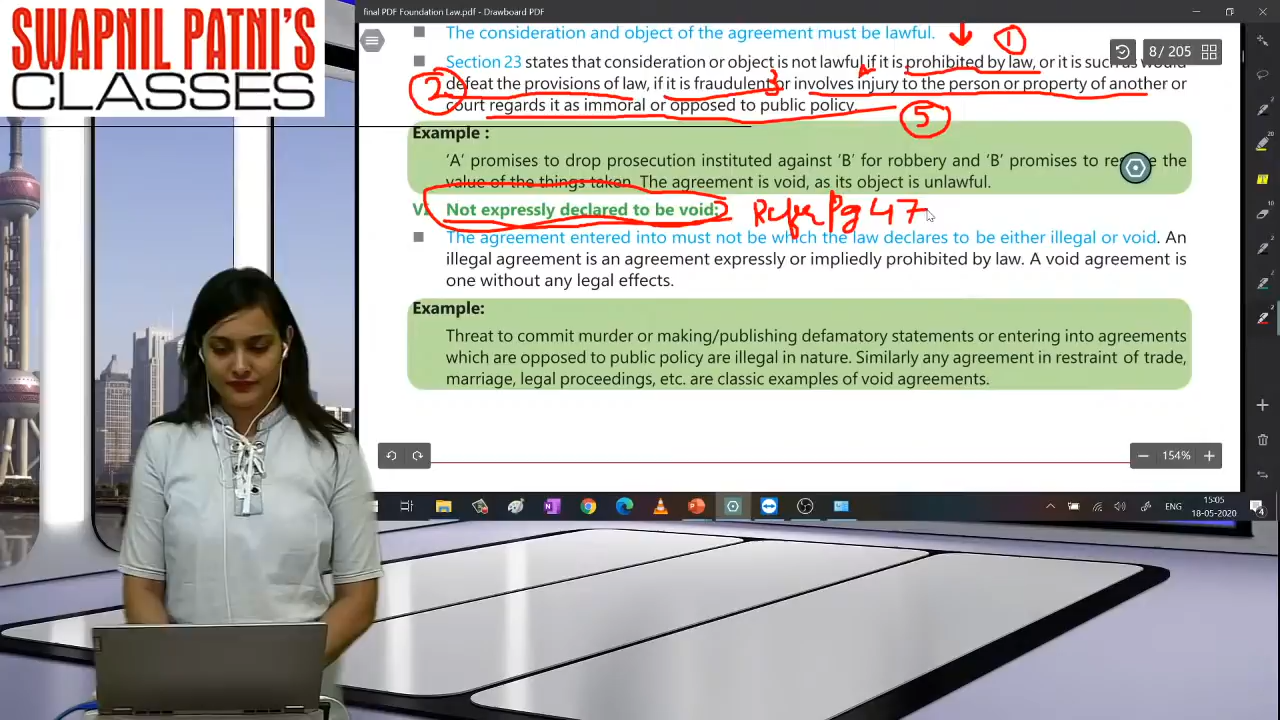 SWAPNIL PATNI'S
CLASSES
final PDF Foundation Law.pdf - Drawboard PDF
8 / 205
The consideration and object of the agreement must be lawful.
1
Section 23 states that consideration or object is not lawful if it is prohibited by law, or it is such as would
2
defeat the provisions of law, if it is fraudulent or involves injury to the person or property of another or
3
court regards it as immoral or opposed to public policy.
5
Example :
'A' promises to drop prosecution instituted against 'B' for robbery and 'B' promises to the
value of the things taken. The agreement is void, as its object is unlawful.
Not expressly declared to be void: Refer Pg 47
The agreement entered into must not be which the law declares to be either illegal or void. An
illegal agreement is an agreement expressly or impliedly prohibited by law. A void agreement is
one without any legal effects.
Example:
Threat to commit murder or making/publishing defamatory statements or entering into agreements
which are opposed to public policy are illegal in nature. Similarly any agreement in restraint of trade,
marriage, legal proceedings, etc. are classic examples of void agreements.
154%
ENG
15:05
18-05-2020